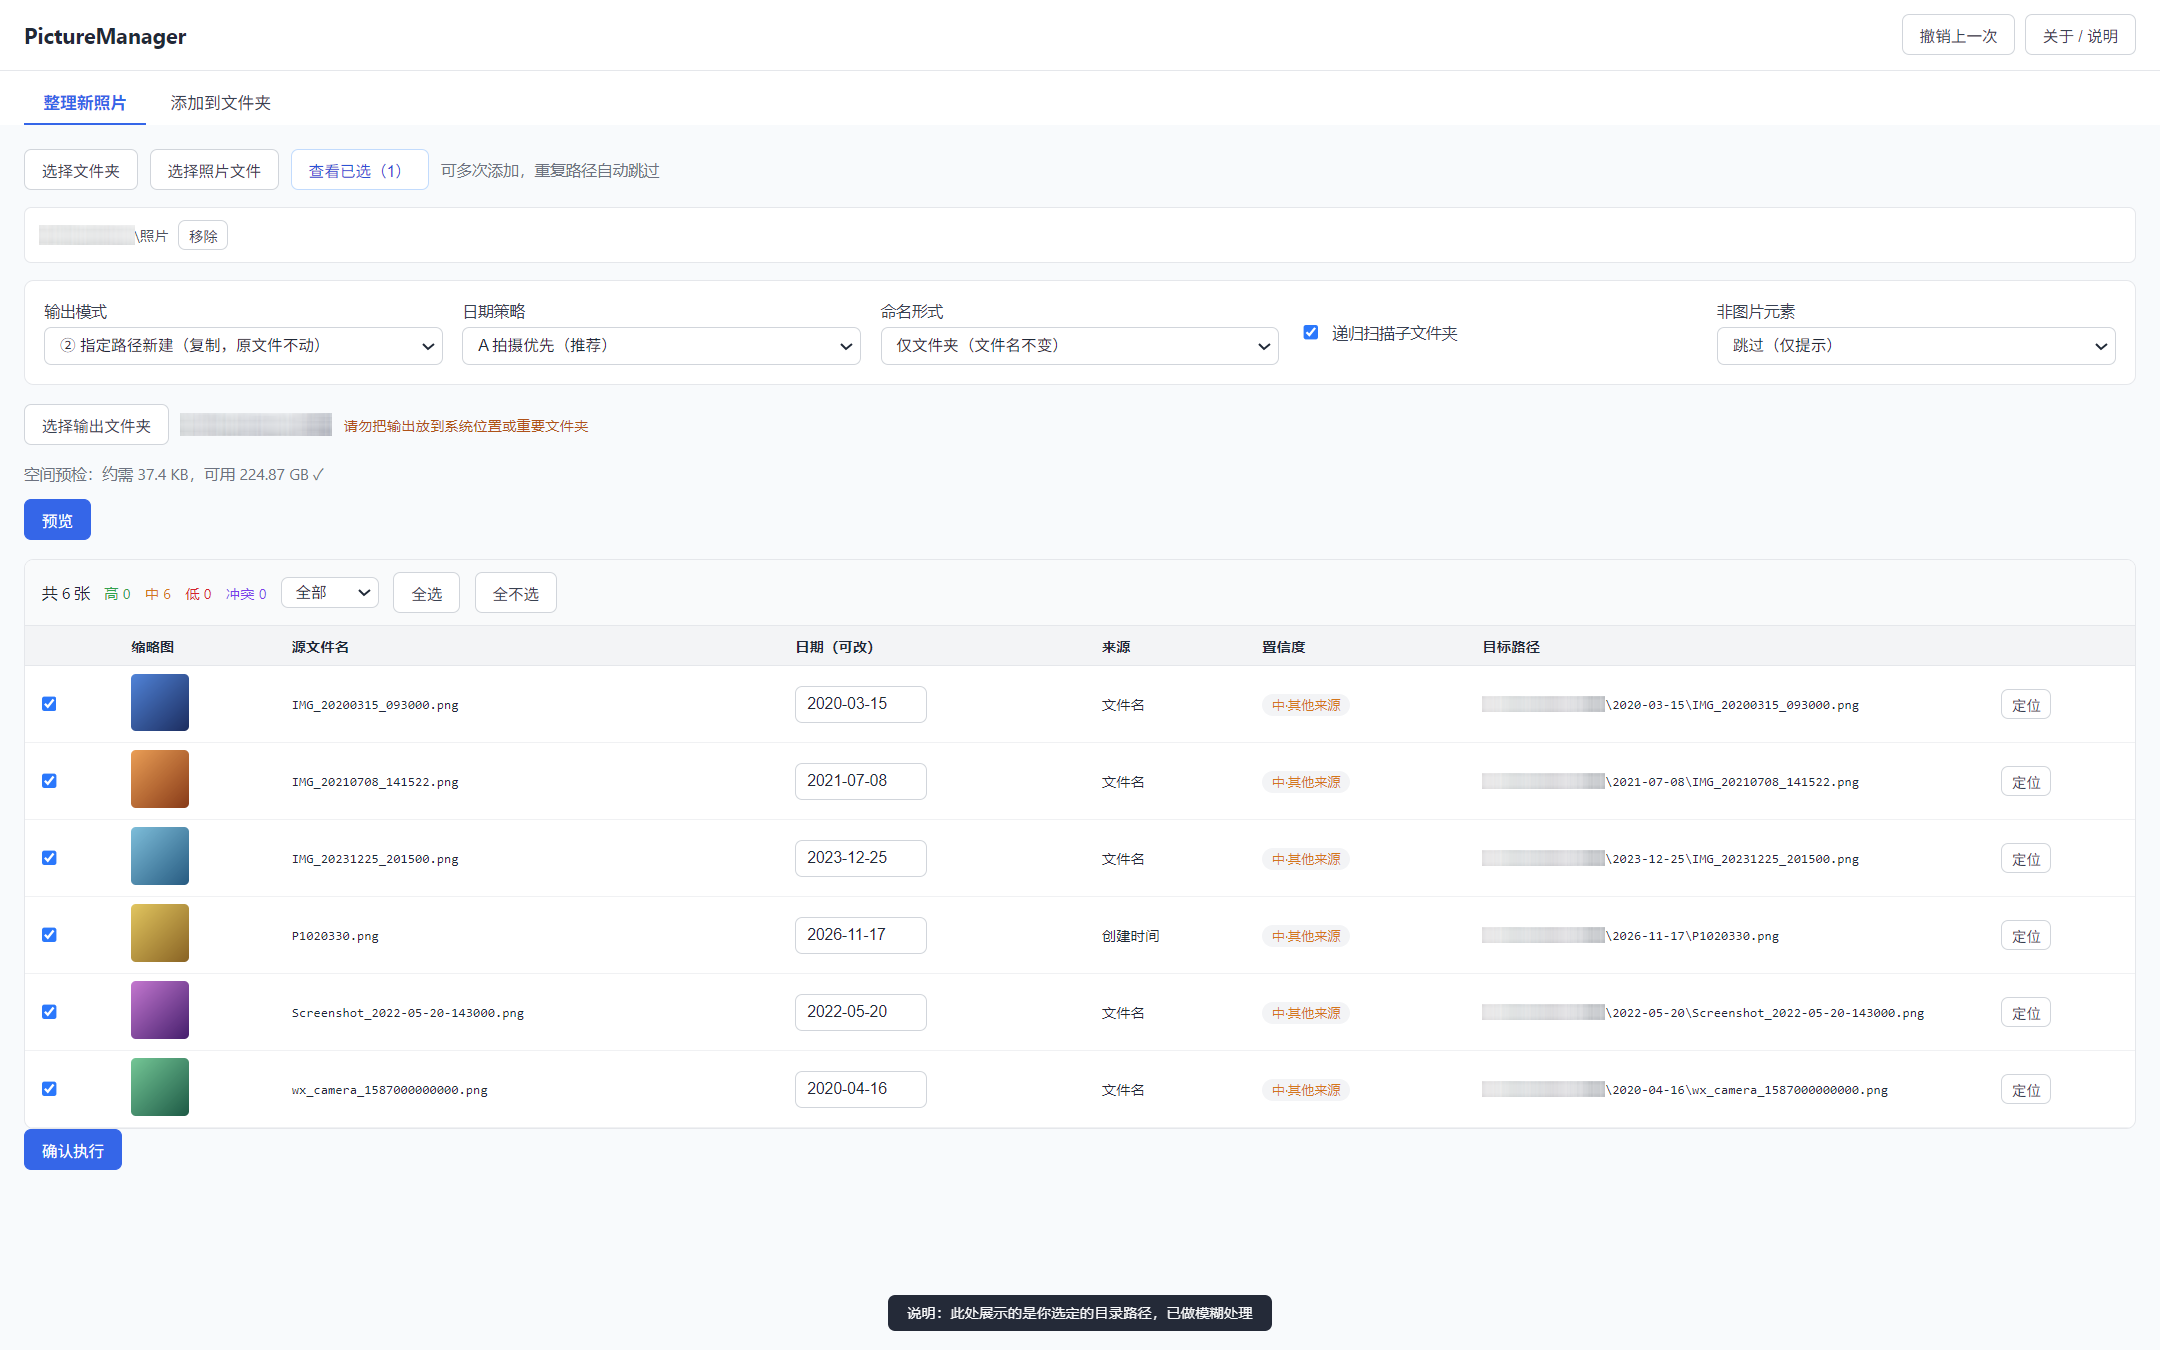 PictureManager
撤销上一次
关于 / 说明
整理新照片
添加到文件夹
选择文件夹
选择照片文件
查看已选（1）
可多次添加，重复路径自动跳过
\照片
移除
输出模式
日期策略
命名形式
非图片元素
② 指定路径新建（复制，原文件不动）
A 拍摄优先（推荐）
仅文件夹（文件名不变）
递归扫描子文件夹
跳过（仅提示）
选择输出文件夹
请勿把输出放到系统位置或重要文件夹
空间预检：约需 37.4 KB，可用 224.87 GB ✓
预览
共 6 张 高 0 中 6 低 0 冲突 0 全部 全选 全不选
缩略图 源文件名 日期（可改） 来源 置信度 目标路径
IMG_20200315_093000.png 2020-03-15 文件名 中·其他来源 \2020-03-15\IMG_20200315_093000.png 定位
IMG_20210708_141522.png 2021-07-08 文件名 中·其他来源 \2021-07-08\IMG_20210708_141522.png 定位
IMG_20231225_201500.png 2023-12-25 文件名 中·其他来源 \2023-12-25\IMG_20231225_201500.png 定位
P1020330.png 2026-11-17 创建时间 中·其他来源 \2026-11-17\P1020330.png 定位
Screenshot_2022-05-20-143000.png 2022-05-20 文件名 中·其他来源 \2022-05-20\Screenshot_2022-05-20-143000.png 定位
wx_camera_1587000000000.png 2020-04-16 文件名 中·其他来源 \2020-04-16\wx_camera_1587000000000.png 定位
确认执行
说明：此处展示的是你选定的目录路径，已做模糊处理